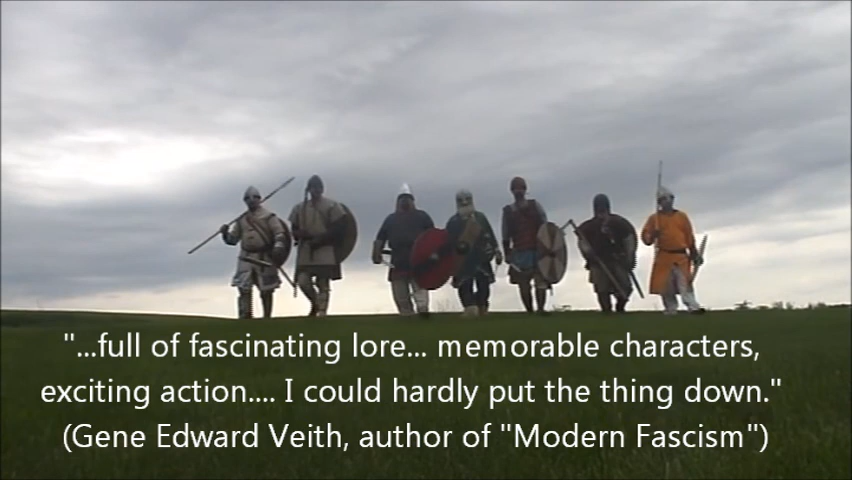 "...full of fascinating lore... memorable characters,
exciting action.... I could hardly put the thing down."
(Gene Edward Veith, author of "Modern Fascism")